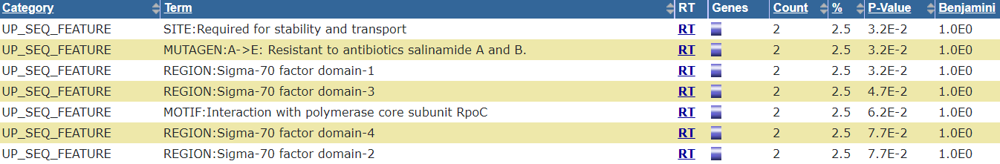 Category Term RT Genes Count % P-Value Benjamini
UP_SEQ_FEATURE SITE:Required for stability and transport RT 2 2.5 3.2E-2 1.0E0
UP_SEQ_FEATURE MUTAGEN:A->E: Resistant to antibiotics salinamide A and B. RT 2 2.5 3.2E-2 1.0E0
UP_SEQ_FEATURE REGION:Sigma-70 factor domain-1 RT 2 2.5 3.2E-2 1.0E0
UP_SEQ_FEATURE REGION:Sigma-70 factor domain-3 RT 2 2.5 4.7E-2 1.0E0
UP_SEQ_FEATURE MOTIF:Interaction with polymerase core subunit RpoC RT 2 2.5 6.2E-2 1.0E0
UP_SEQ_FEATURE REGION:Sigma-70 factor domain-4 RT 2 2.5 7.7E-2 1.0E0
UP_SEQ_FEATURE REGION:Sigma-70 factor domain-2 RT 2 2.5 7.7E-2 1.0E0